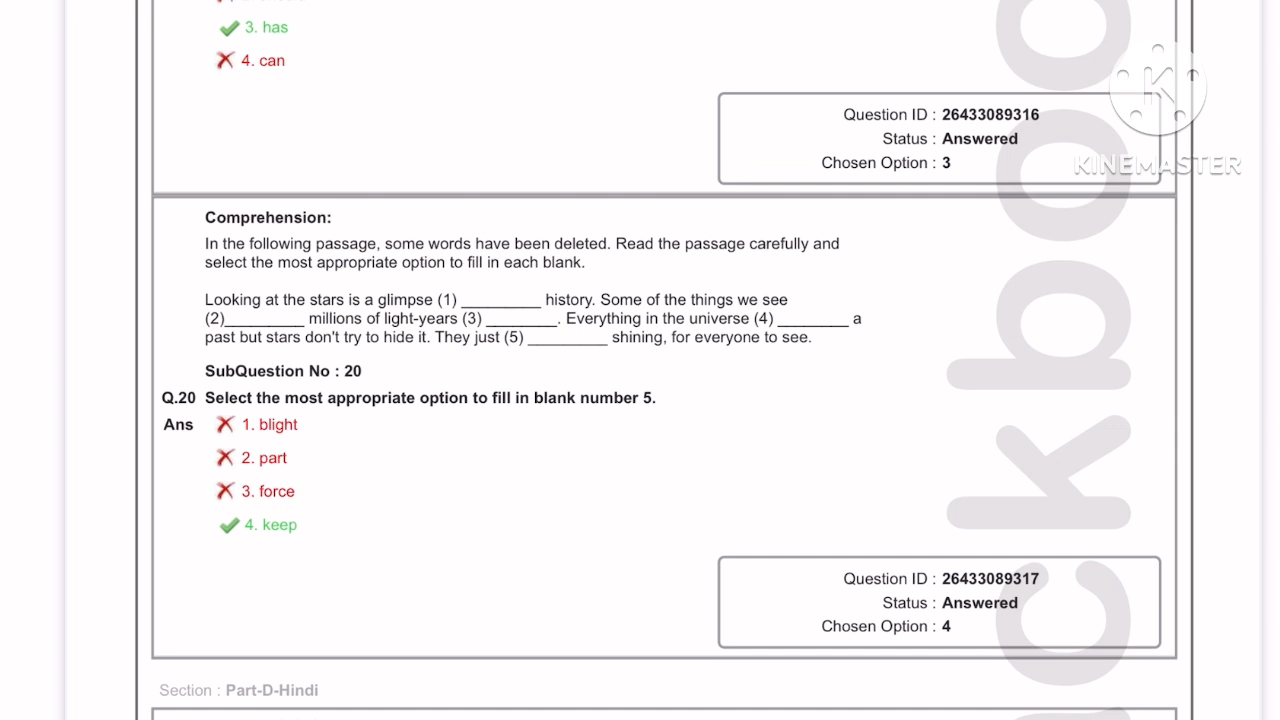 3. has
4. can
Question ID : 26433089316
Status : Answered
Chosen Option : 3
KINEMASTER
Comprehension:
In the following passage, some words have been deleted. Read the passage carefully and
select the most appropriate option to fill in each blank.
Looking at the stars is a glimpse (1) _________ history. Some of the things we see
(2)_________ millions of light-years (3) ________. Everything in the universe (4) ________ a
past but stars don't try to hide it. They just (5) _________ shining, for everyone to see.
SubQuestion No : 20
Q.20 Select the most appropriate option to fill in blank number 5.
Ans 1. blight
2. part
3. force
4. keep
Question ID : 26433089317
Status : Answered
Chosen Option : 4
Section : Part-D-Hindi